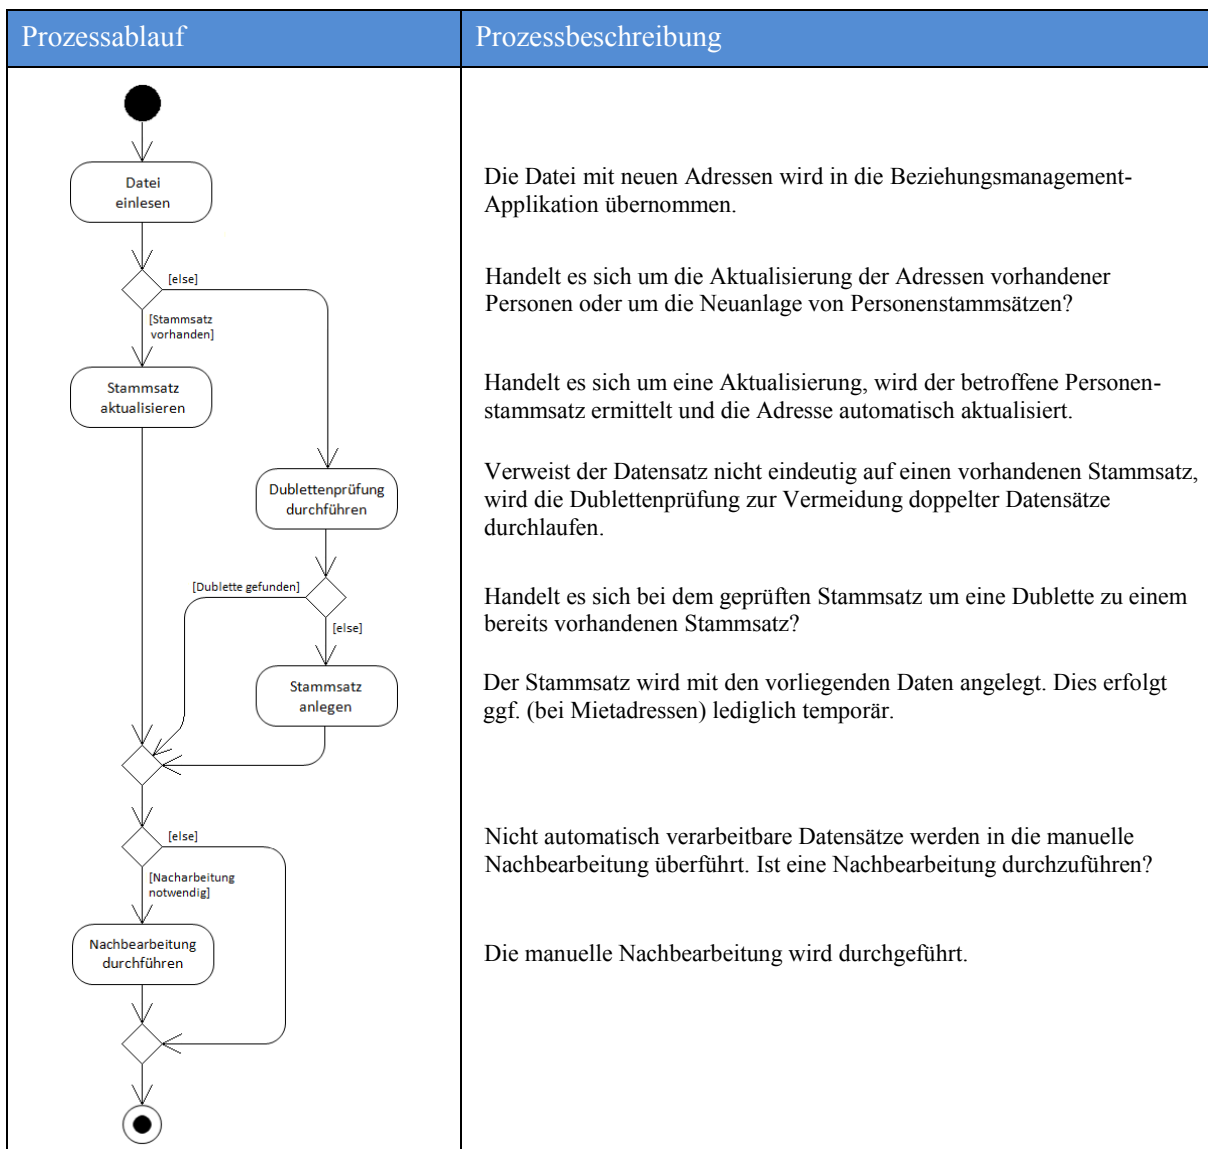 Prozessablauf
Prozessbeschreibung
Datei
einlesen
Die Datei mit neuen Adressen wird in die Beziehungsmanagement-
Applikation übernommen.
[else]
[Stammsatz
vorhanden]
Handelt es sich um die Aktualisierung der Adressen vorhandener
Personen oder um die Neuanlage von Personenstammsätzen?
Stammsatz
aktualisieren
Handelt es sich um eine Aktualisierung, wird der betroffene Personen-
stammsatz ermittelt und die Adresse automatisch aktualisiert.
Dublettenprüfung
durchführen
Verweist der Datensatz nicht eindeutig auf einen vorhandenen Stammsatz,
wird die Dublettenprüfung zur Vermeidung doppelter Datensätze
durchlaufen.
[Dublette gefunden]
[else]
Handelt es sich bei dem geprüften Stammsatz um eine Dublette zu einem
bereits vorhandenen Stammsatz?
Stammsatz
anlegen
Der Stammsatz wird mit den vorliegenden Daten angelegt. Dies erfolgt
ggf. (bei Mietadressen) lediglich temporär.
[else]
[Nacharbeitung
notwendig]
Nicht automatisch verarbeitbare Datensätze werden in die manuelle
Nachbearbeitung überführt. Ist eine Nachbearbeitung durchzuführen?
Nachbearbeitung
durchführen
Die manuelle Nachbearbeitung wird durchgeführt.